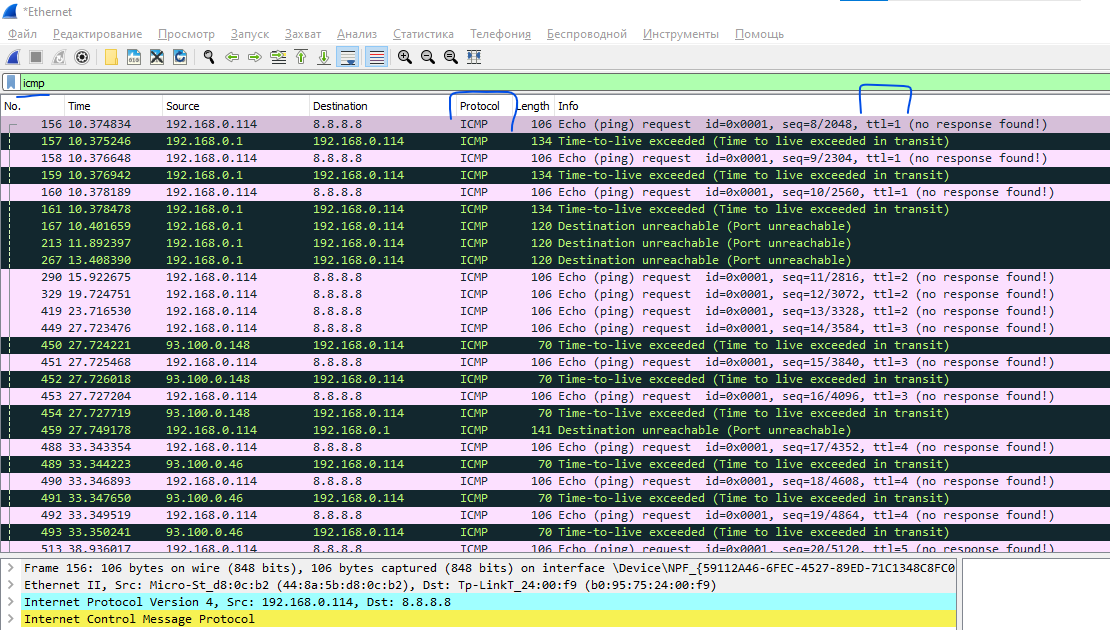 *Ethernet
Файл Редактирование Просмотр Запуск Захват Анализ Статистика Телефония Беспроводной Инструменты Помощь
icmp
No. Time Source Destination Protocol Length Info
156 10.374834 192.168.0.114 8.8.8.8 ICMP 106 Echo (ping) request id=0x0001, seq=8/2048, ttl=1 (no response found!)
157 10.375246 192.168.0.1 192.168.0.114 ICMP 134 Time-to-live exceeded (Time to live exceeded in transit)
158 10.376648 192.168.0.114 8.8.8.8 ICMP 106 Echo (ping) request id=0x0001, seq=9/2304, ttl=1 (no response found!)
159 10.376942 192.168.0.1 192.168.0.114 ICMP 134 Time-to-live exceeded (Time to live exceeded in transit)
160 10.378189 192.168.0.114 8.8.8.8 ICMP 106 Echo (ping) request id=0x0001, seq=10/2560, ttl=1 (no response found!)
161 10.378478 192.168.0.1 192.168.0.114 ICMP 134 Time-to-live exceeded (Time to live exceeded in transit)
167 10.401659 192.168.0.1 192.168.0.114 ICMP 120 Destination unreachable (Port unreachable)
213 11.892397 192.168.0.1 192.168.0.114 ICMP 120 Destination unreachable (Port unreachable)
267 13.408390 192.168.0.1 192.168.0.114 ICMP 120 Destination unreachable (Port unreachable)
290 15.922675 192.168.0.114 8.8.8.8 ICMP 106 Echo (ping) request id=0x0001, seq=11/2816, ttl=2 (no response found!)
329 19.724751 192.168.0.114 8.8.8.8 ICMP 106 Echo (ping) request id=0x0001, seq=12/3072, ttl=2 (no response found!)
419 23.716530 192.168.0.114 8.8.8.8 ICMP 106 Echo (ping) request id=0x0001, seq=13/3328, ttl=2 (no response found!)
449 27.723476 192.168.0.114 8.8.8.8 ICMP 106 Echo (ping) request id=0x0001, seq=14/3584, ttl=3 (no response found!)
450 27.724221 93.100.0.148 192.168.0.114 ICMP 70 Time-to-live exceeded (Time to live exceeded in transit)
451 27.725468 192.168.0.114 8.8.8.8 ICMP 106 Echo (ping) request id=0x0001, seq=15/3840, ttl=3 (no response found!)
452 27.726018 93.100.0.148 192.168.0.114 ICMP 70 Time-to-live exceeded (Time to live exceeded in transit)
453 27.727204 192.168.0.114 8.8.8.8 ICMP 106 Echo (ping) request id=0x0001, seq=16/4096, ttl=3 (no response found!)
454 27.727719 93.100.0.148 192.168.0.114 ICMP 70 Time-to-live exceeded (Time to live exceeded in transit)
459 27.749178 192.168.0.114 192.168.0.1 ICMP 141 Destination unreachable (Port unreachable)
488 33.343354 192.168.0.114 8.8.8.8 ICMP 106 Echo (ping) request id=0x0001, seq=17/4352, ttl=4 (no response found!)
489 33.344223 93.100.0.46 192.168.0.114 ICMP 70 Time-to-live exceeded (Time to live exceeded in transit)
490 33.346893 192.168.0.114 8.8.8.8 ICMP 106 Echo (ping) request id=0x0001, seq=18/4608, ttl=4 (no response found!)
491 33.347650 93.100.0.46 192.168.0.114 ICMP 70 Time-to-live exceeded (Time to live exceeded in transit)
492 33.349519 192.168.0.114 8.8.8.8 ICMP 106 Echo (ping) request id=0x0001, seq=19/4864, ttl=4 (no response found!)
493 33.350241 93.100.0.46 192.168.0.114 ICMP 70 Time-to-live exceeded (Time to live exceeded in transit)
513 38.936017 192.168.0.114 8.8.8.8 ICMP 106 Echo (ping) request id=0x0001, seq=20/5120, ttl=5 (no response found!)
Frame 156: 106 bytes on wire (848 bits), 106 bytes captured (848 bits) on interface \Device\NPF_{59112A46-6FEC-4527-89ED-71C1348C8FC0
Ethernet II, Src: Micro-St_d8:0c:b2 (44:8a:5b:d8:0c:b2), Dst: Tp-LinkT_24:00:f9 (b0:95:75:24:00:f9)
Internet Protocol Version 4, Src: 192.168.0.114, Dst: 8.8.8.8
Internet Control Message Protocol